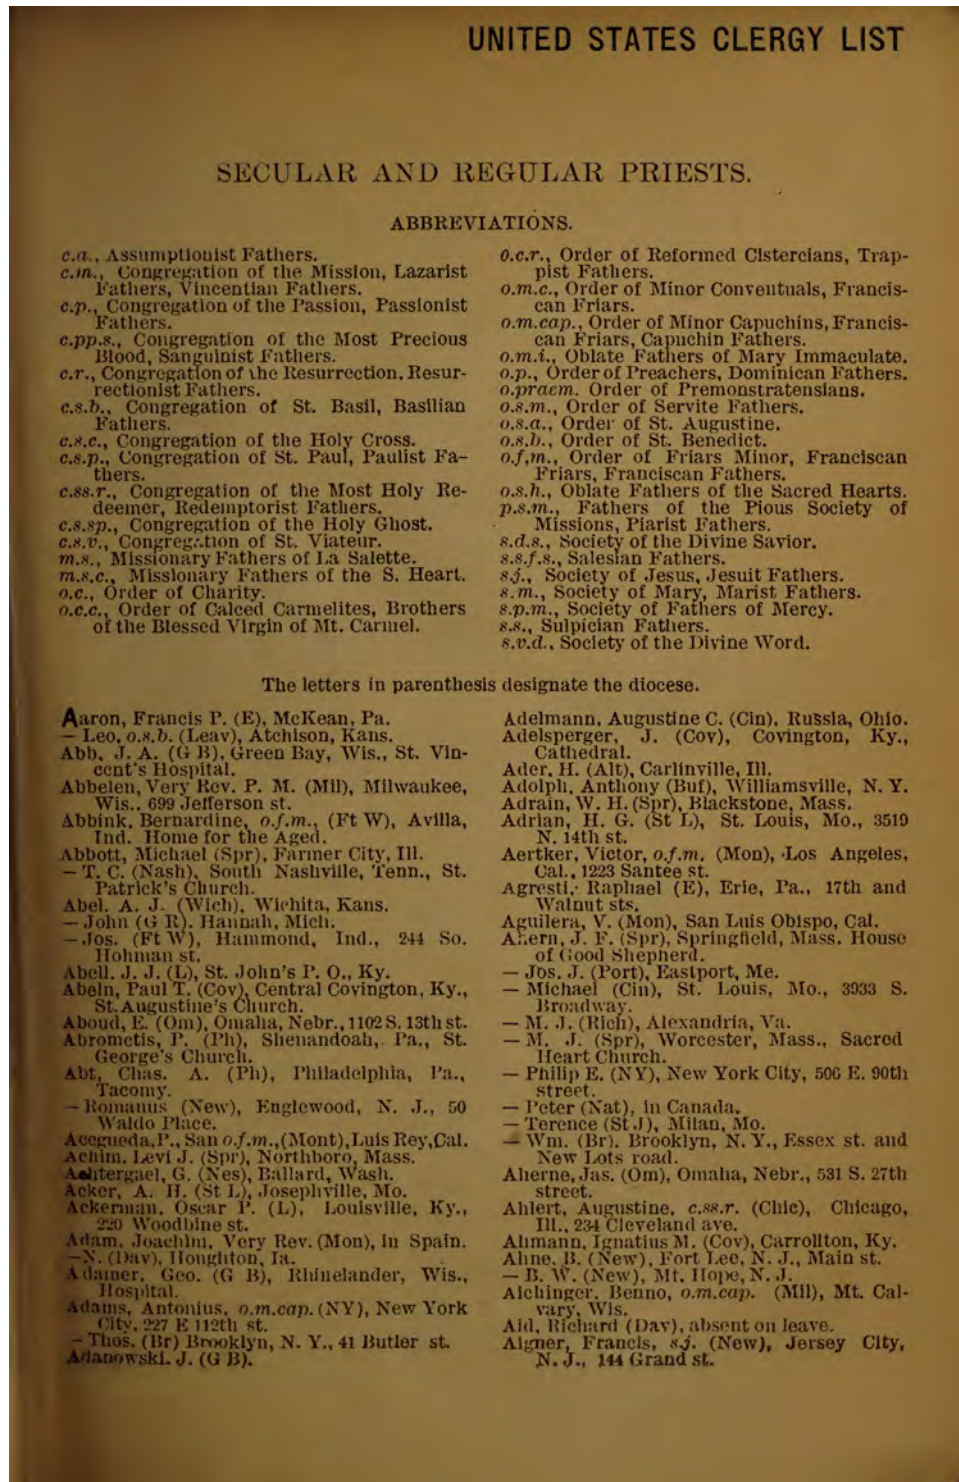 UNITED STATES CLERGY LIST
SECULAR AND REGULAR PRIESTS.
ABBREVIATIONS.
c.a., Assumptionist Fathers.
c.m., Congregation of the Mission, Lazarist
Fathers, Vincentian Fathers.
c.p., Congregation of the Passion, Passionist
Fathers.
c.pp.s., Congregation of the Most Precious
Blood, Sanguinist Fathers.
c.r., Congregation of the Resurrection, Resur-
rectionist Fathers.
c.s.b., Congregation of St. Basil, Basilian
Fathers.
c.s.c., Congregation of the Holy Cross.
c.s.p., Congregation of St. Paul, Paulist Fa-
thers.
c.ss.r., Congregation of the Most Holy Re-
deemer, Redemptorist Fathers.
c.s.sp., Congregation of the Holy Ghost.
c.s.v., Congregation of St. Viateur.
m.s., Missionary Fathers of La Salette.
m.s.c., Missionary Fathers of the S. Heart.
o.c., Order of Charity.
o.c.c., Order of Calced Carmelites, Brothers
of the Blessed Virgin of Mt. Carmel.
o.c.r., Order of Reformed Cistercians, Trap-
pist Fathers.
o.m.c., Order of Minor Conventuals, Francis-
can Friars.
o.m.cap., Order of Minor Capuchins, Francis-
can Friars, Capuchin Fathers.
o.m.i., Oblate Fathers of Mary Immaculate.
o.p., Order of Preachers, Dominican Fathers.
o.praem. Order of Premonstratensians.
o.s.m., Order of Servite Fathers.
o.s.a., Order of St. Augustine.
o.s.b., Order of St. Benedict.
o.f,m., Order of Friars Minor, Franciscan
Friars, Franciscan Fathers.
o.s.h., Oblate Fathers of the Sacred Hearts.
p.s.m., Fathers of the Pious Society of
Missions, Piarist Fathers.
s.d.s., Society of the Divine Savior.
s.s.f.s., Salesian Fathers.
s.j., Society of Jesus, Jesuit Fathers.
s.m., Society of Mary, Marist Fathers.
s.p.m., Society of Fathers of Mercy.
s.s., Sulpician Fathers.
s.v.d., Society of the Divine Word.
The letters in parenthesis designate the diocese.
Aaron, Francis P. (E), McKean, Pa.
— Leo, o.s.b. (Leav), Atchison, Kans.
Abb, J. A. (G B), Green Bay, Wis., St. Vin-
cent's Hospital.
Abbelen, Very Rev. P. M. (Mil), Milwaukee,
Wis., 699 Jefferson st.
Abbink, Bernardine, o.f.m., (Ft W), Avilla,
Ind. Home for the Aged.
Abbott, Michael (Spr), Farmer City, Ill.
— T. C. (Nash), South Nashville, Tenn., St.
Patrick's Church.
Abel, A. J. (Wich), Wichita, Kans.
— John (G R). Hannah, Mich.
— Jos. (Ft W), Hammond, Ind., 244 So.
Hohman st.
Abell, J. J. (L), St. John's P. O., Ky.
Abeln, Paul T. (Cov), Central Covington, Ky.,
St. Augustine's Church.
Aboud, E. (Om), Omaha, Nebr., 1102 S. 13th st.
Abrometis, P. (Ph), Shenandoah, Pa., St.
George's Church.
Abt, Chas. A. (Ph), Philadelphia, Pa.,
Tacomy.
— Romanus (New), Englewood, N. J., 50
Waldo Place.
Acegueda, P., San o.f.m., (Mont), Luis Rey, Cal.
Achim, Levi J. (Spr), Northboro, Mass.
Achtergael, G. (Nes), Ballard, Wash.
Acker, A. H. (St L), Josephville, Mo.
Ackerman, Oscar P. (L), Louisville, Ky.,
220 Woodbine st.
Adam, Joachim, Very Rev. (Mon), in Spain.
— N. (Dav), Houghton, Ia.
Adamer, Geo. (G B), Rhinelander, Wis.,
Hospital.
Adams, Antonius, o.m.cap. (NY), New York
City, 227 E 112th st.
— Thos. (Br) Brooklyn, N. Y., 41 Butler st.
Adanowski, J. (G B).
Adelmann, Augustine C. (Cin), Russia, Ohio.
Adelsperger, J. (Cov), Covington, Ky.,
Cathedral.
Ader, H. (Alt), Carlinville, Ill.
Adolph, Anthony (Buf), Williamsville, N. Y.
Adrain, W. H. (Spr), Blackstone, Mass.
Adrian, H. G. (St L), St. Louis, Mo., 3519
N. 14th st.
Aertker, Victor, o.f.m. (Mon), Los Angeles,
Cal., 1223 Santee st.
Agresti, Raphael (E), Erie, Pa., 17th and
Walnut sts.
Aguilera, V. (Mon), San Luis Obispo, Cal.
Ahern, J. F. (Spr), Springfield, Mass. House
of Good Shepherd.
— Jos. J. (Port), Eastport, Me.
— Michael (Cin), St. Louis, Mo., 3933 S.
Broadway.
— M. J. (Rich), Alexandria, Va.
— M. J. (Spr), Worcester, Mass., Sacred
Heart Church.
— Philip E. (NY), New York City, 506 E. 90th
street.
— Peter (Nat), in Canada.
— Terence (St J), Milan, Mo.
— Wm. (Br). Brooklyn, N. Y., Essex st. and
New Lots road.
Aherne, Jas. (Om), Omaha, Nebr., 531 S. 27th
street.
Ahlert, Augustine, c.ss.r. (Chic), Chicago,
Ill., 234 Cleveland ave.
Ahmann, Ignatius M. (Cov), Carrollton, Ky.
Ahne, B. (New), Fort Lee, N. J., Main st.
— B. W. (New), Mt. Hope, N. J.
Aichinger, Benno, o.m.cap. (Mil), Mt. Cal-
vary, Wis.
Aid, Richard (Dav), absent on leave.
Aigner, Francis, s.j. (New), Jersey City,
N. J., 144 Grand st.